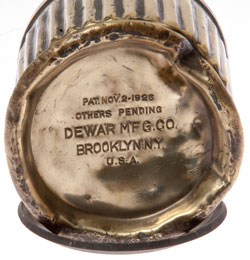 PAT. NOV. 2-1926
OTHERS PENDING
DEWAR MFG. CO.
BROOKLYN N.Y.
U.S.A.